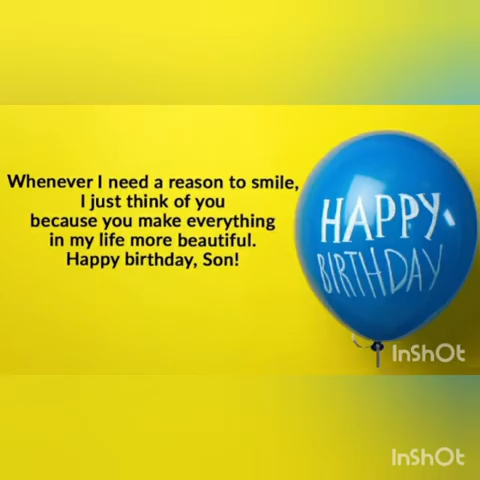 Whenever I need a reason to smile,
I just think of you
because you make everything
in my life more beautiful.
Happy birthday, Son!
HAPPY
BIRTHDAY
InShOt
InShOt